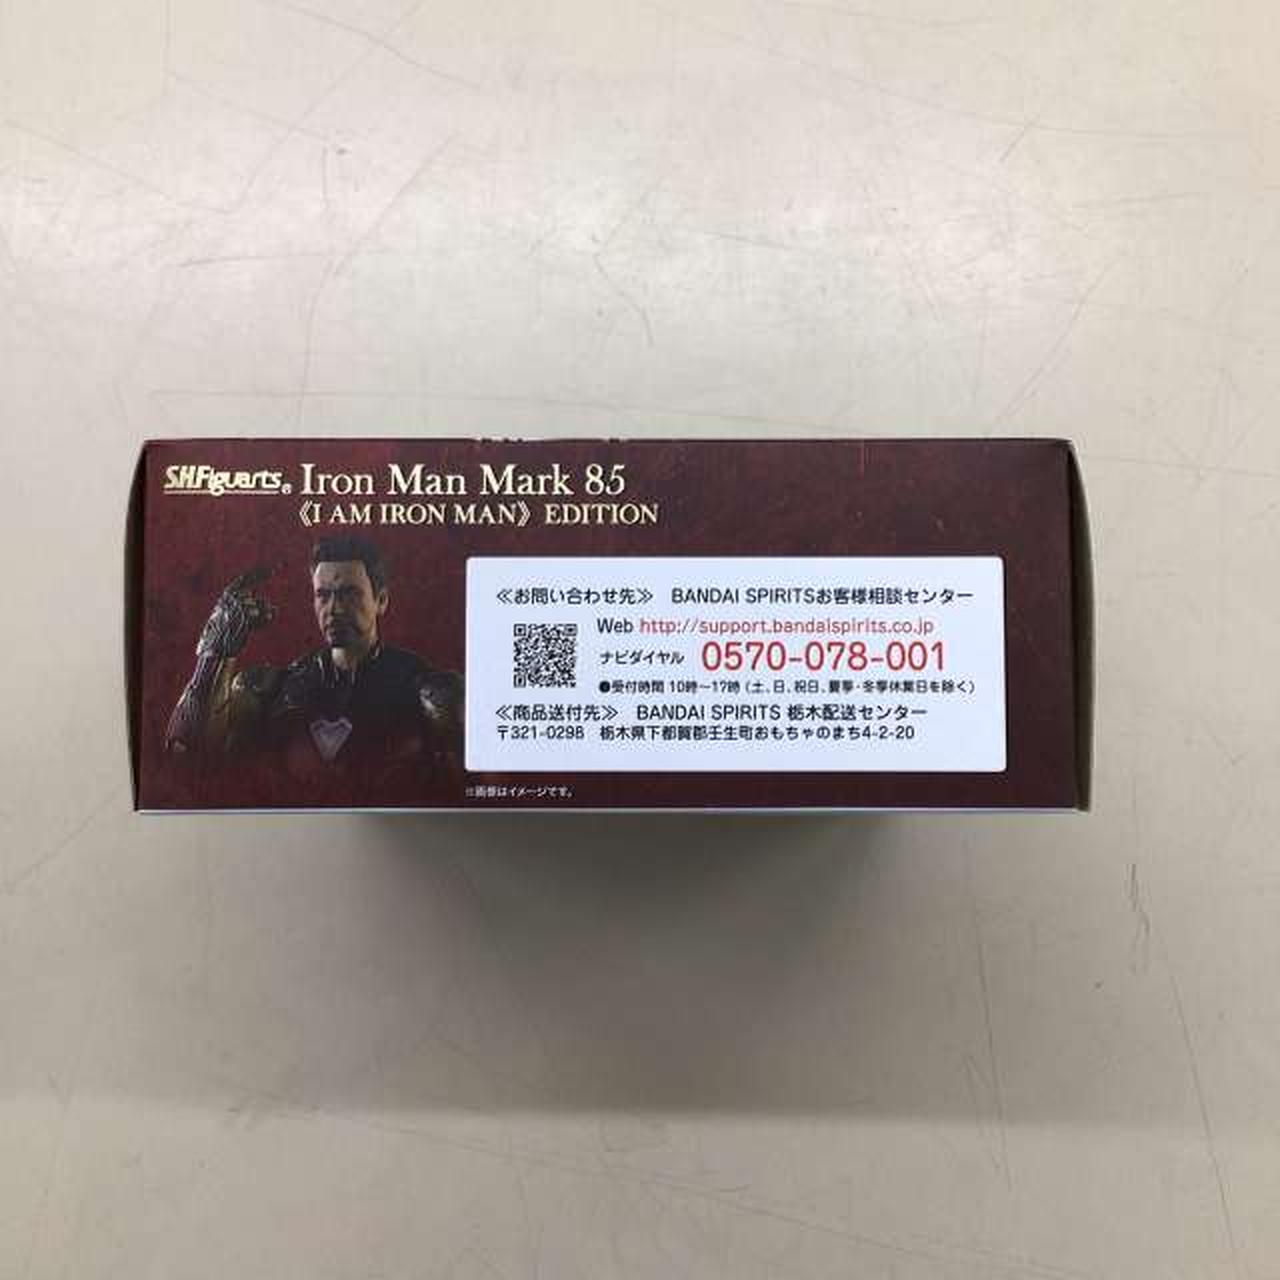 S.H.Figuarts® Iron Man Mark 85
《I AM IRON MAN》 EDITION
≪お問い合わせ先≫ BANDAI SPIRITSお客様相談センター
Web http://support.bandaispirits.co.jp
ナビダイヤル 0570-078-001
●受付時間 10時〜17時（土、日、祝日、夏季・冬季休業日を除く）
≪商品送付先≫ BANDAI SPIRITS 栃木配送センター
〒321-0298 栃木県下都賀郡壬生町おもちゃのまち4-2-20
※画像はイメージです。